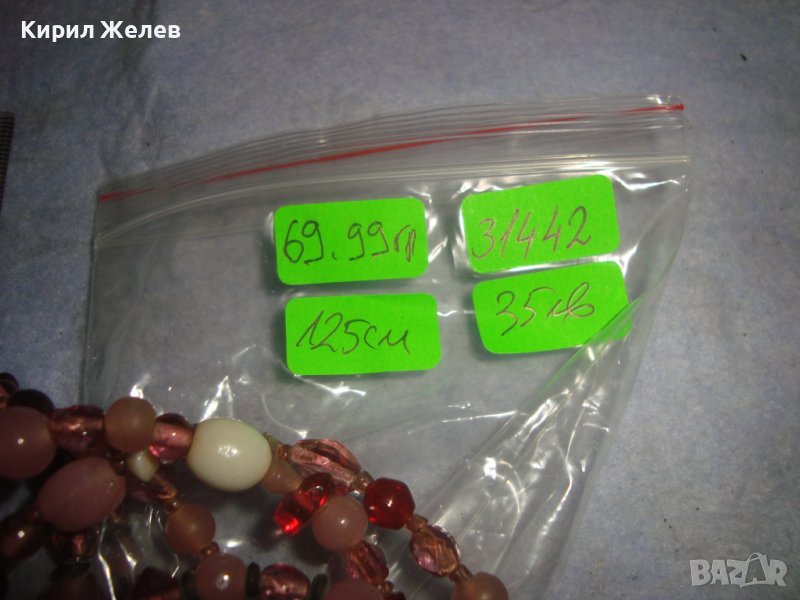 Кирил Желев
69.99гр
31442
125см
35лв
BAZAR